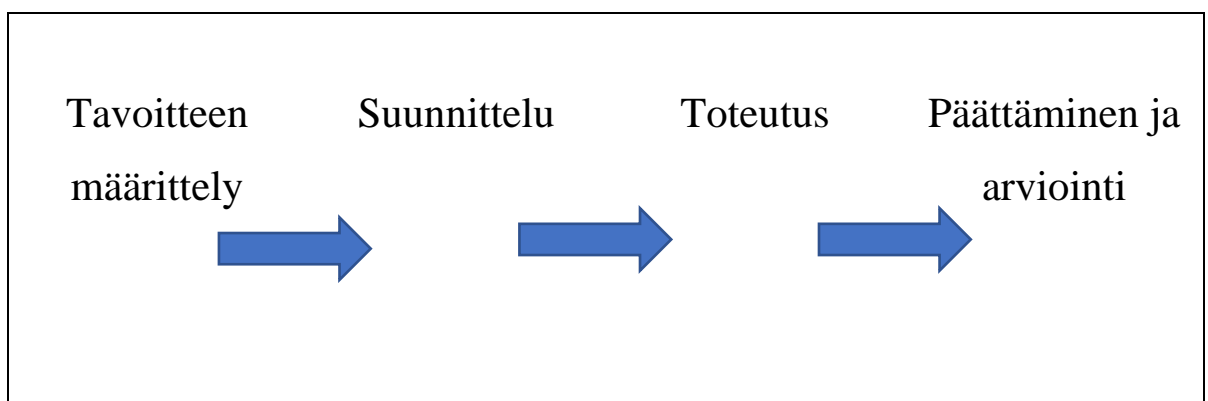 Tavoitteen määrittely
Suunnittelu
Toteutus
Päättäminen ja arviointi